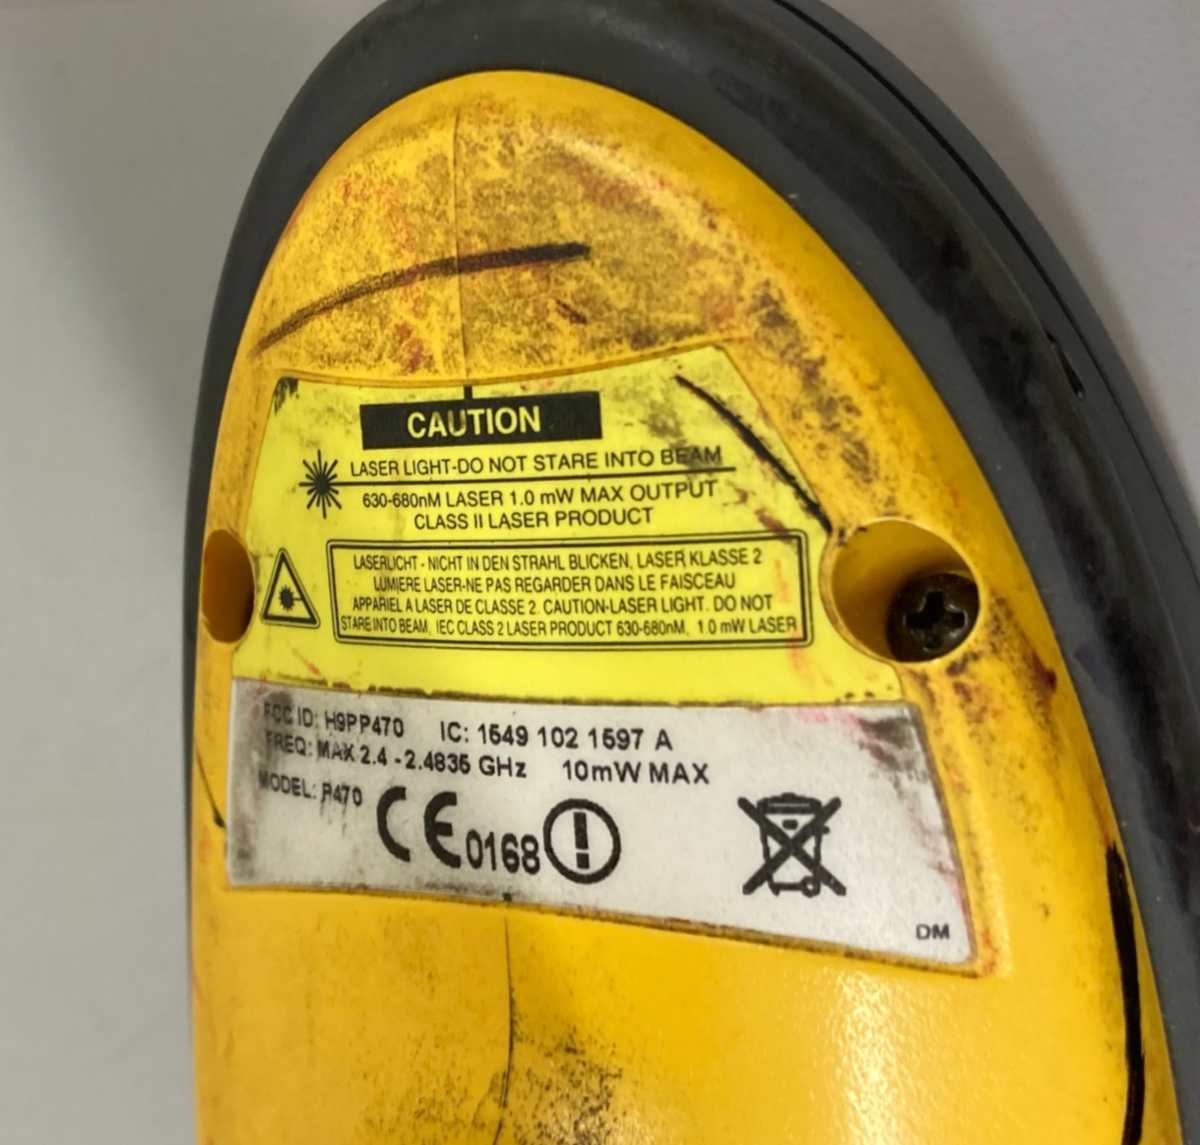 CAUTION
LASER LIGHT-DO NOT STARE INTO BEAM
630-680nM LASER 1.0 mW MAX OUTPUT
CLASS II LASER PRODUCT
LASERLICHT - NICHT IN DEN STRAHL BLICKEN, LASER KLASSE 2
LUMIERE LASER-NE PAS REGARDER DANS LE FAISCEAU
APPARIEL A LASER DE CLASSE 2. CAUTION-LASER LIGHT. DO NOT
STARE INTO BEAM, IEC CLASS 2 LASER PRODUCT 630-680nM, 1.0 mW LASER
FCC ID: H9PP470 IC: 1549 102 1597 A
FREQ: MAX 2.4 - 2.4835 GHz 10mW MAX
MODEL: P470
CE 0168
DM